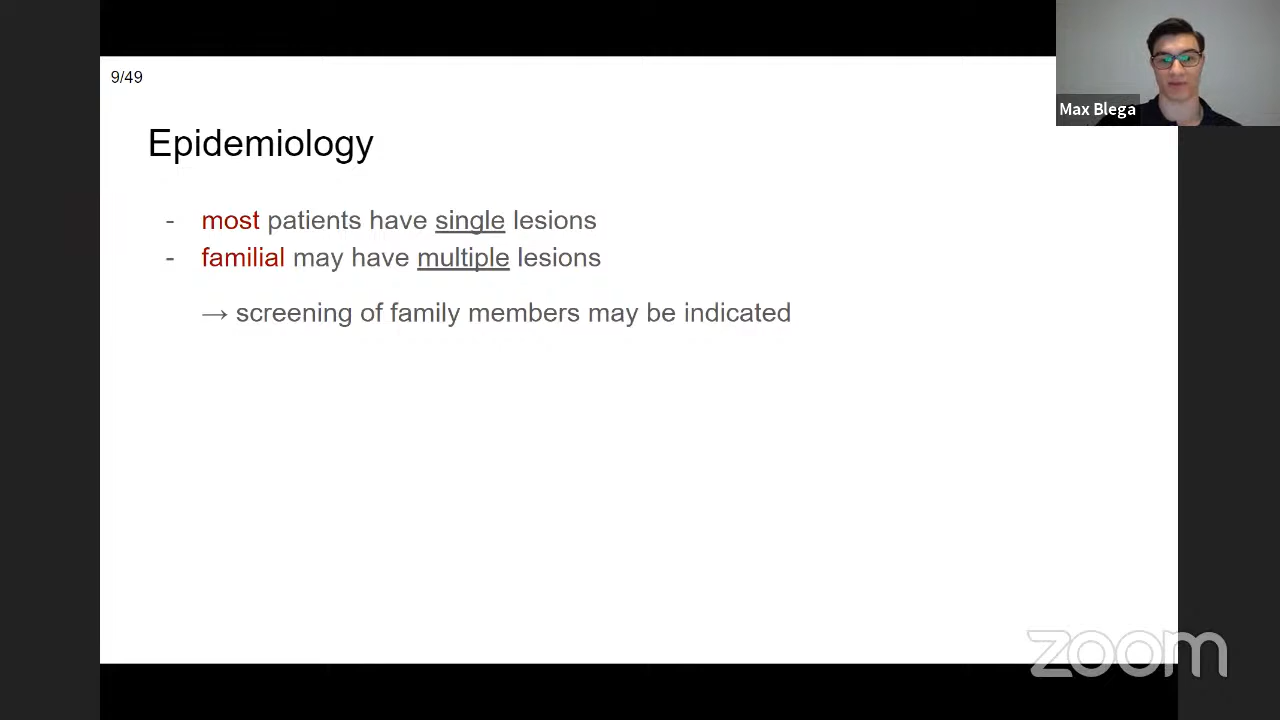 9/49
Max Blega
Epidemiology
- most patients have single lesions
- familial may have multiple lesions
→ screening of family members may be indicated
zoom